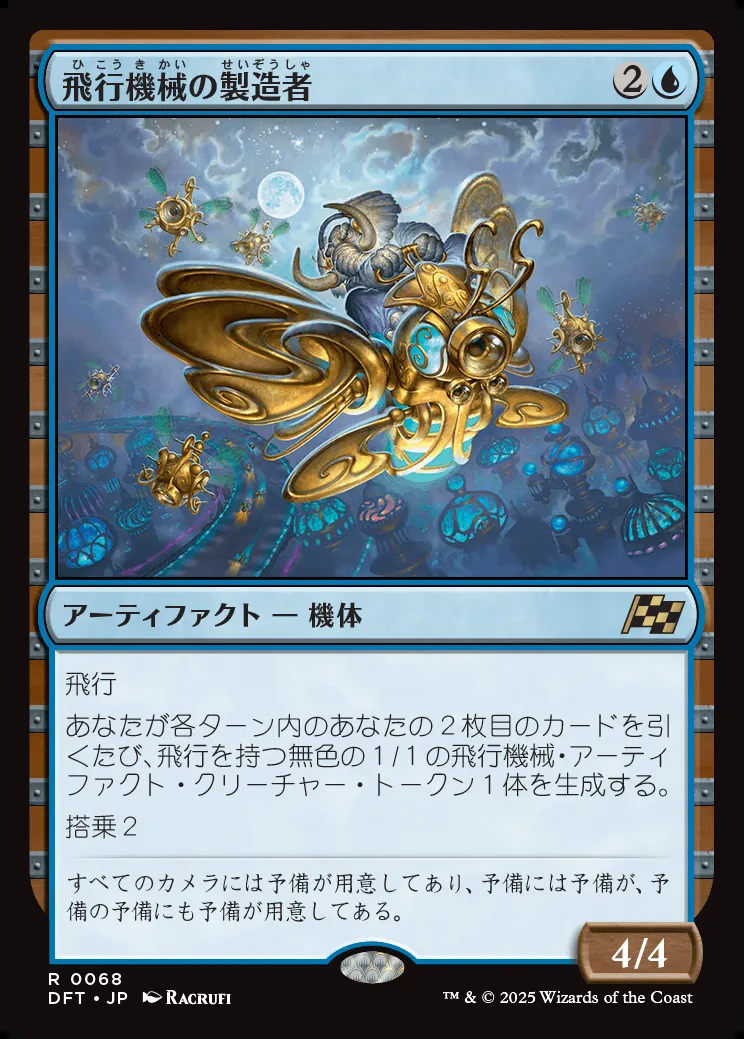 ひこうきかい せいぞうしゃ
飛行機械の製造者 2
アーティファクト — 機体
飛行
あなたが各ターン内のあなたの2枚目のカードを引
くたび、飛行を持つ無色の1/1の飛行機械・アーティ
ファクト・クリーチャー・トークン1体を生成する。
搭乗2
すべてのカメラには予備が用意してあり、予備には予備が、予
備の予備にも予備が用意してある。
4/4
R 0068
DFT • JP RACRUFI
™ & © 2025 Wizards of the Coast